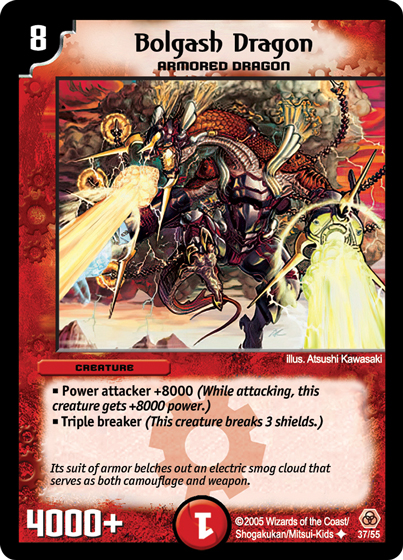 8
Bolgash Dragon
ARMORED DRAGON
illus. Atsushi Kawasaki
CREATURE
▪ Power attacker +8000 (While attacking, this
creature gets +8000 power.)
▪ Triple breaker (This creature breaks 3 shields.)
Its suit of armor belches out an electric smog cloud that
serves as both camouflage and weapon.
4000+
1
©2005 Wizards of the Coast/
Shogakukan/Mitsui-Kids ✦ 37/55